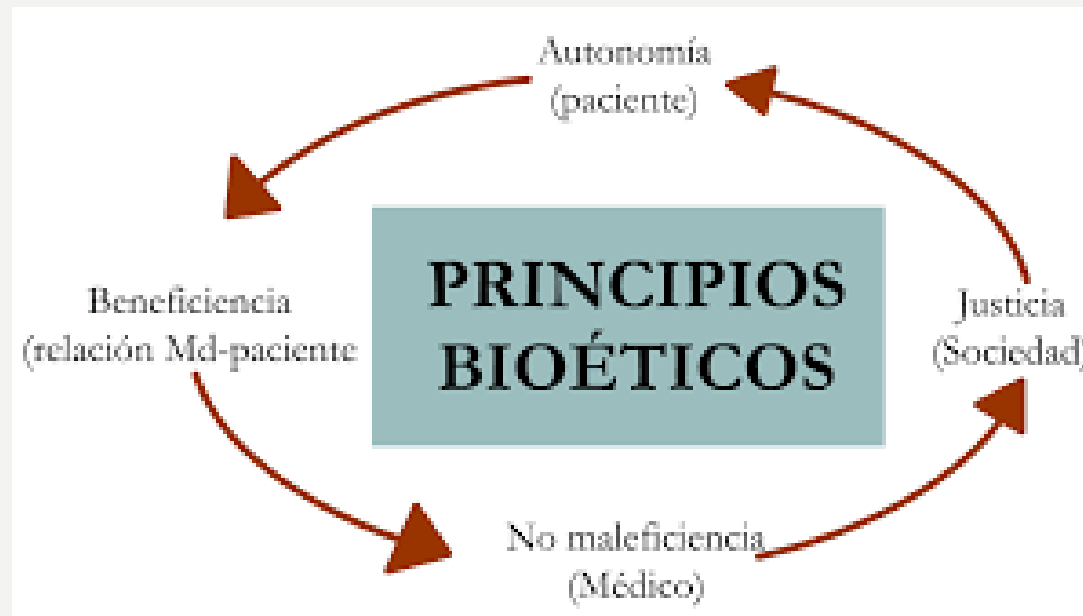 Autonomía
(paciente)
Beneficiencia
(relación Md-paciente
PRINCIPIOS
BIOÉTICOS
Justicia
(Sociedad)
No maleficiencia
(Médico)